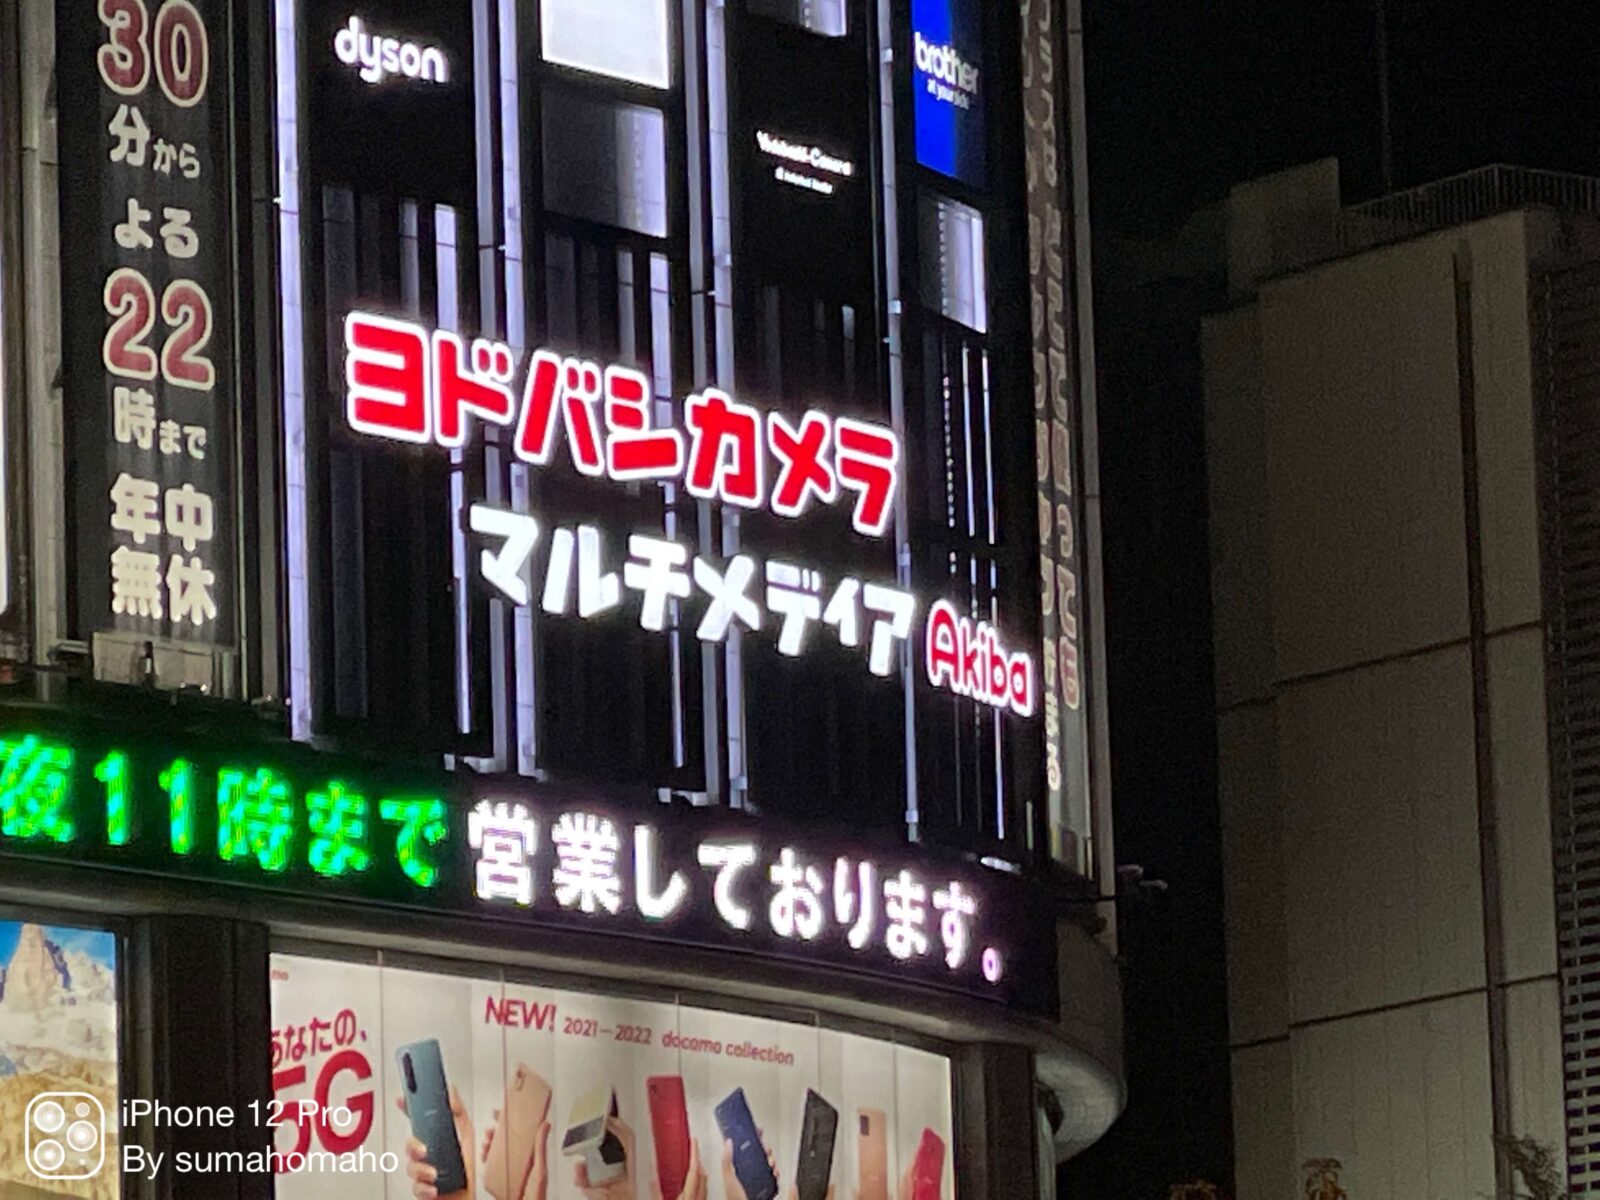 30
分から
よる
22
時まで
年中
無休
dyson
brother
at your side
ヨドバシカメラ
マルチメディア Akiba
夜11時まで営業しております。
あなたの、
5G
NEW! 2021-2022 docomo collection
iPhone 12 Pro
By sumahomaho